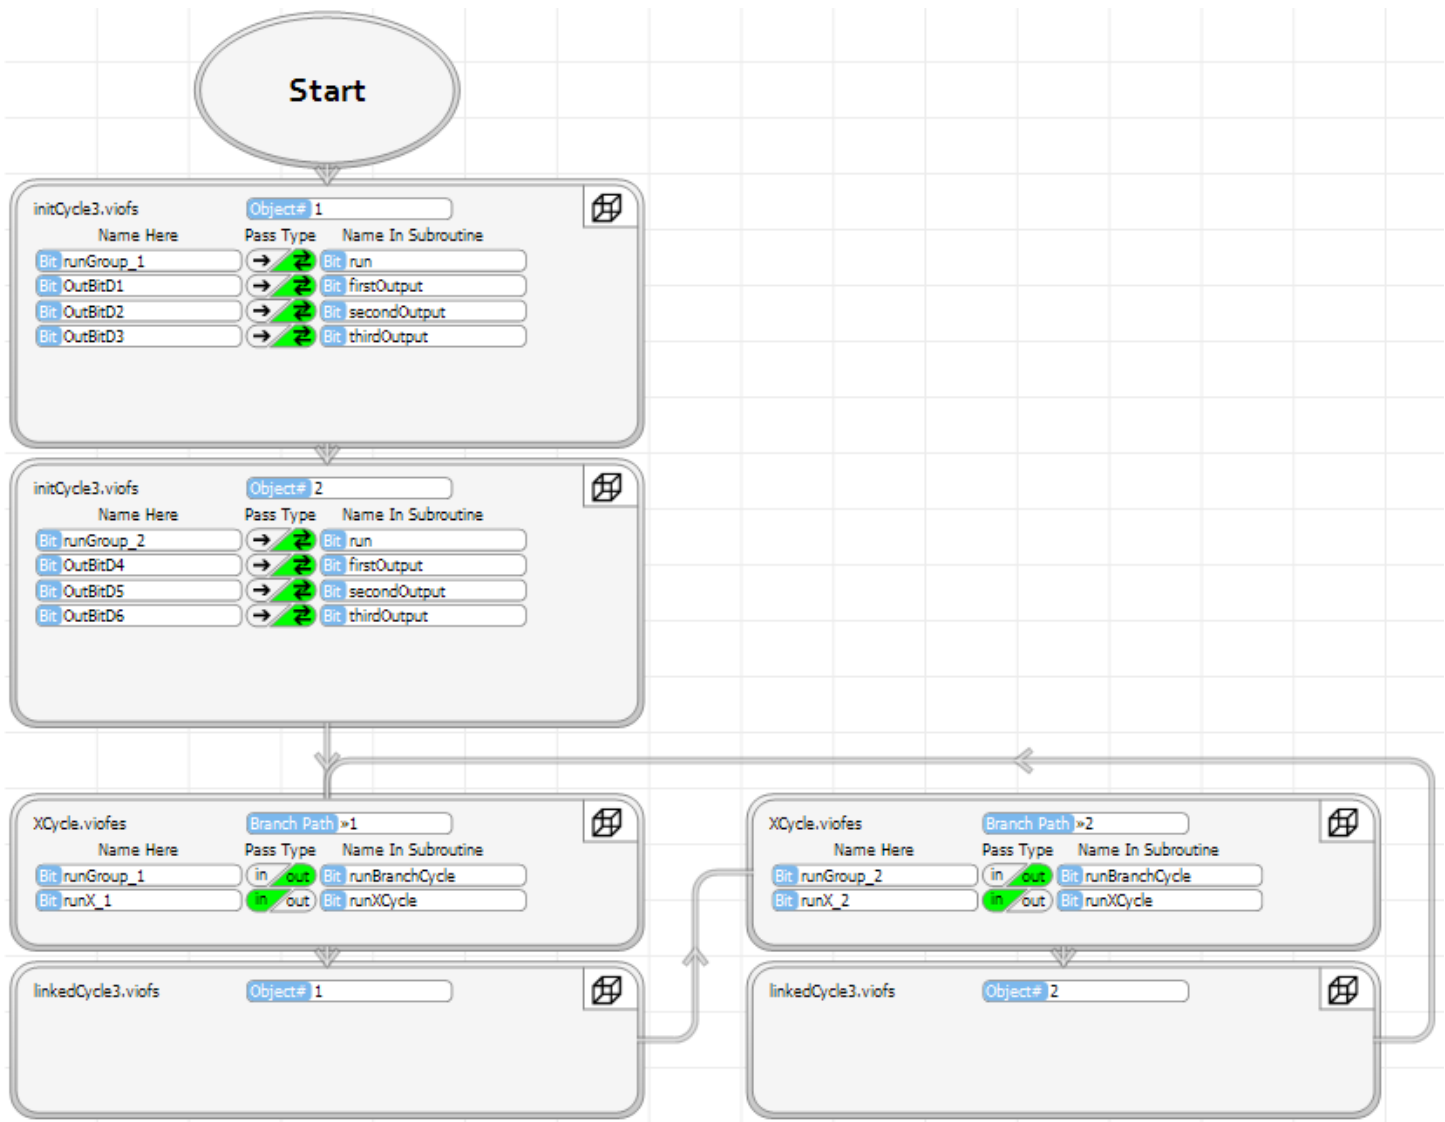 Start
initCycle3.viofs Object# 1
Name Here Pass Type Name In Subroutine
Bit runGroup_1 Bit run
Bit OutBitD1 Bit firstOutput
Bit OutBitD2 Bit secondOutput
Bit OutBitD3 Bit thirdOutput
initCycle3.viofs Object# 2
Name Here Pass Type Name In Subroutine
Bit runGroup_2 Bit run
Bit OutBitD4 Bit firstOutput
Bit OutBitD5 Bit secondOutput
Bit OutBitD6 Bit thirdOutput
XCycle.viofes Branch Path »1
Name Here Pass Type Name In Subroutine
Bit runGroup_1 in out Bit runBranchCycle
Bit runX_1 in out Bit runXCycle
linkedCycle3.viofs Object# 1
XCycle.viofes Branch Path »2
Name Here Pass Type Name In Subroutine
Bit runGroup_2 in out Bit runBranchCycle
Bit runX_2 in out Bit runXCycle
linkedCycle3.viofs Object# 2